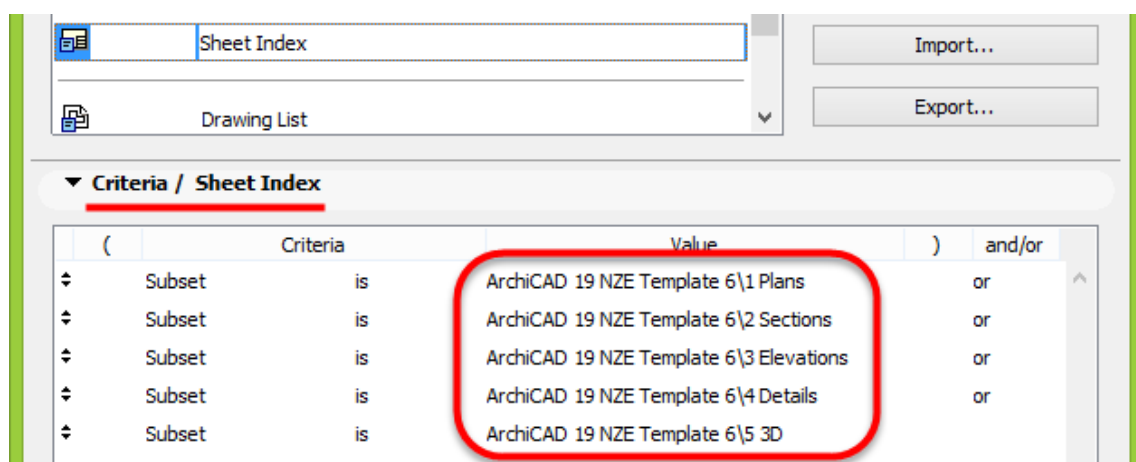 Sheet Index
Import...
Drawing List
Export...
Criteria / Sheet Index
( Criteria Value ) and/or
Subset is ArchiCAD 19 NZE Template 6\1 Plans or
Subset is ArchiCAD 19 NZE Template 6\2 Sections or
Subset is ArchiCAD 19 NZE Template 6\3 Elevations or
Subset is ArchiCAD 19 NZE Template 6\4 Details or
Subset is ArchiCAD 19 NZE Template 6\5 3D